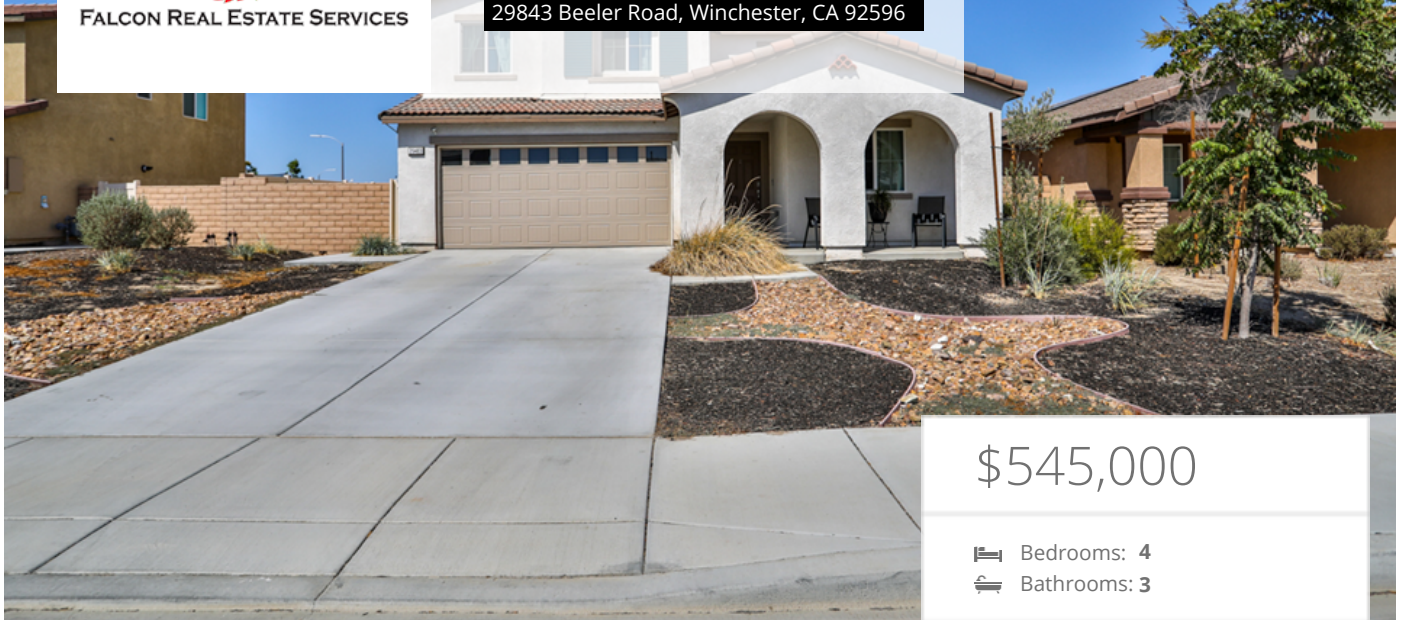 FALCON REAL ESTATE SERVICES
29843 Beeler Road, Winchester, CA 92596
$545,000
Bedrooms: 4
Bathrooms: 3